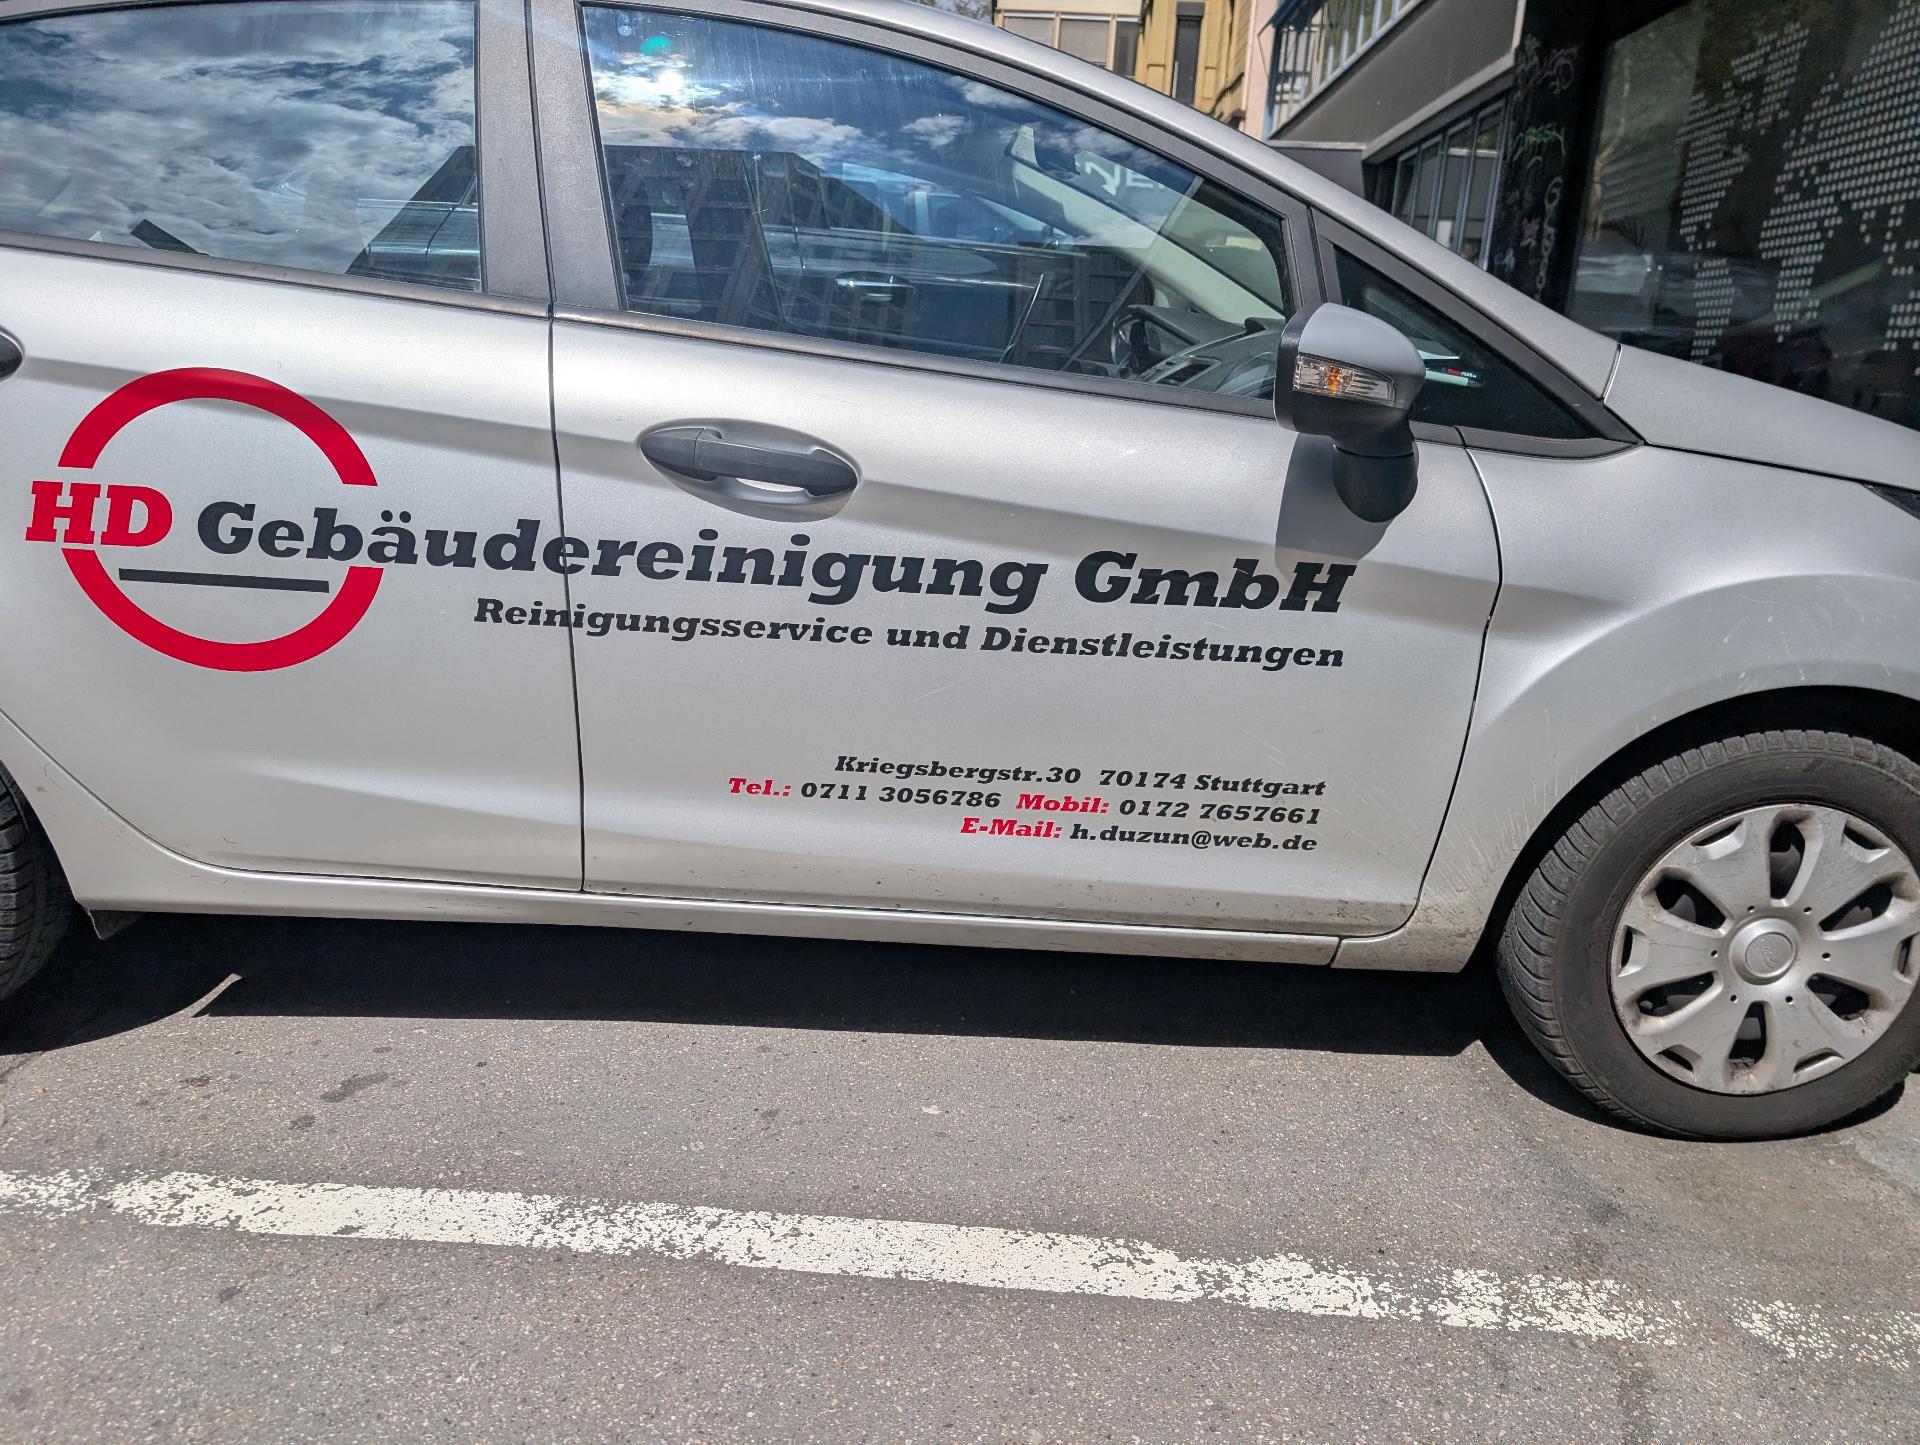 HD Gebäudereinigung GmbH
Reinigungsservice und Dienstleistungen
Kriegsbergstr.30 70174 Stuttgart
Tel.: 0711 3056786 Mobil: 0172 7657661
E-Mail: h.duzun@web.de